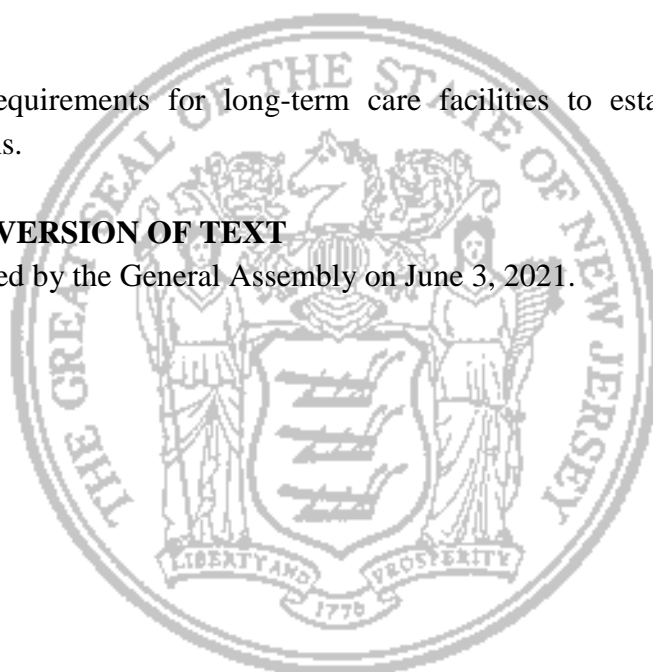 equirements for long-term care facilities to esta
s.
VERSION OF TEXT
ed by the General Assembly on June 3, 2021.
THE GREAT SEAL OF THE STATE OF NEW JERSEY
LIBERTY AND PROSPERITY
1776